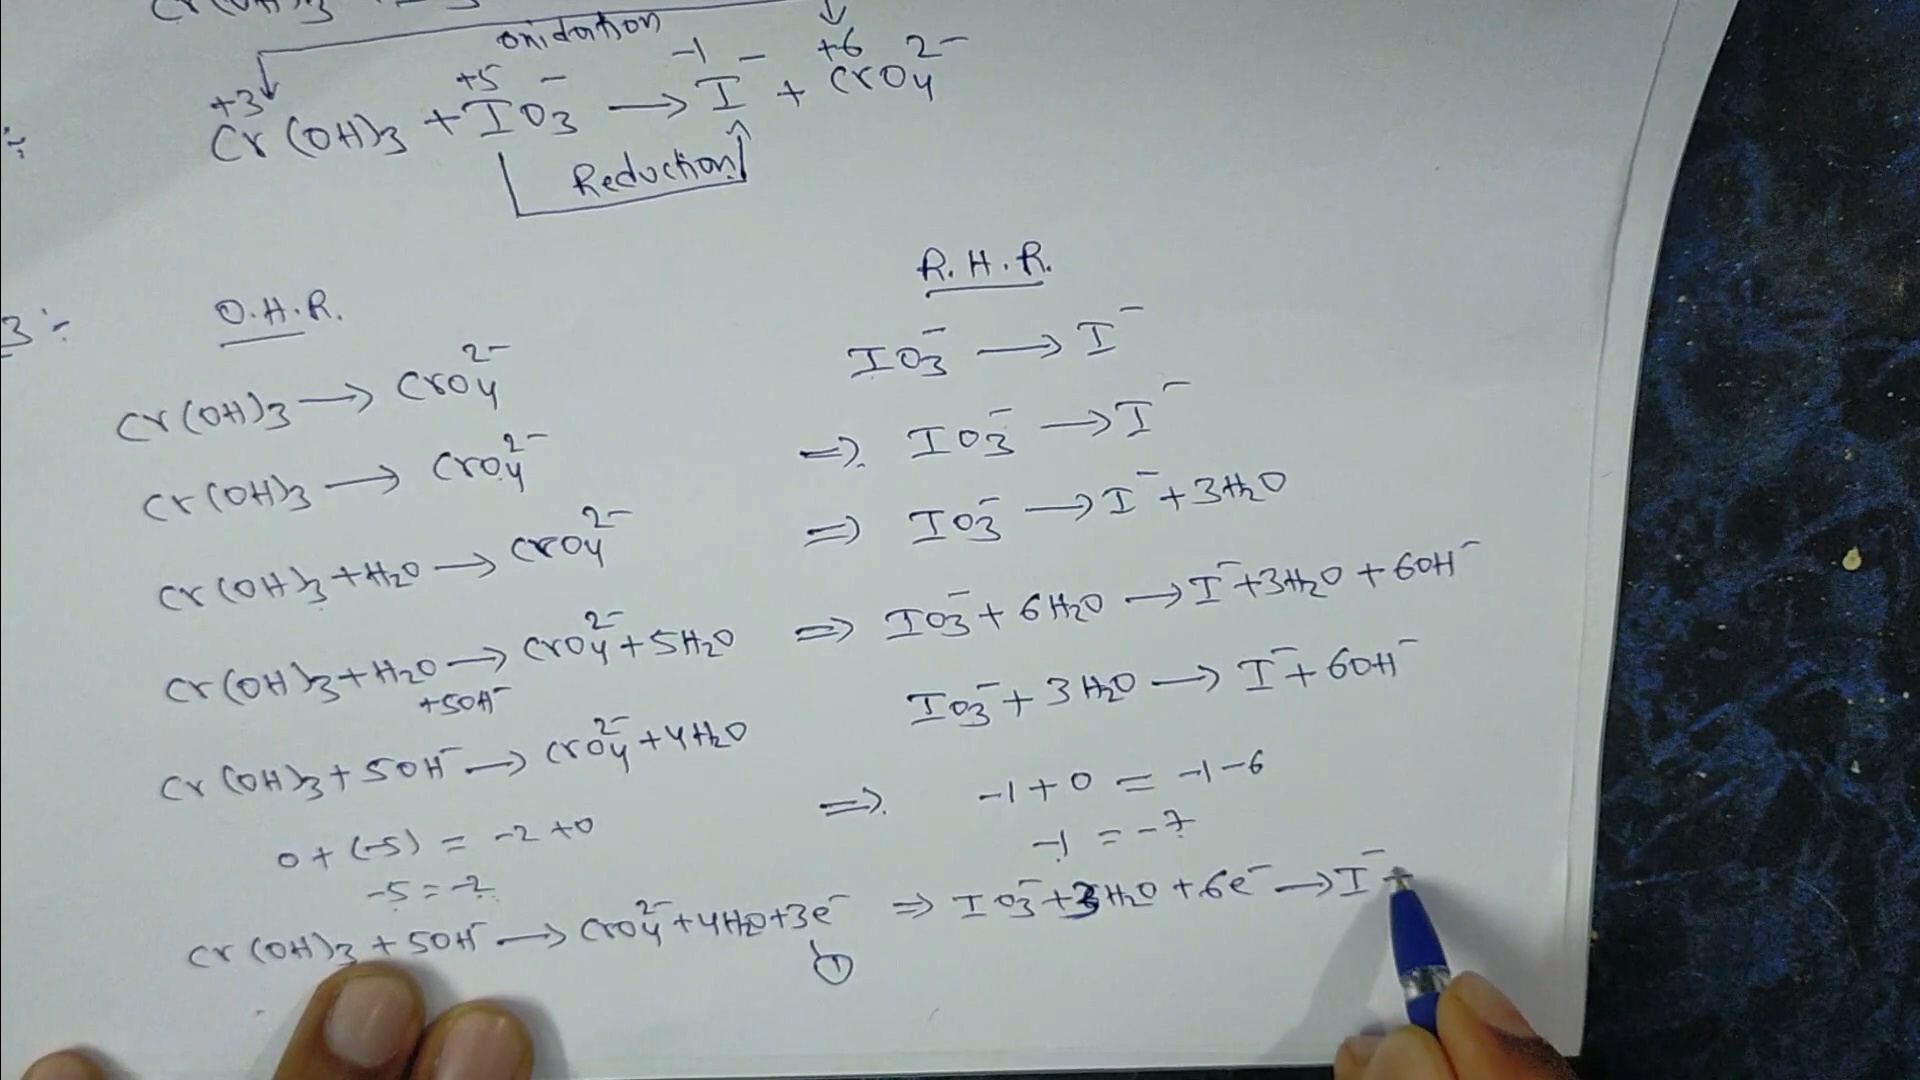 oxidation
+3 +5 − -1 − +6 2−
Cr(OH)3 + IO3 → I + CrO4
Reduction
3:-
O.H.R.
R.H.R.
Cr(OH)3 → CrO4^2−
IO3^− → I^−
Cr(OH)3 → CrO4^2−
⇒ IO3^− → I^−
Cr(OH)3 + H2O → CrO4^2−
⇒ IO3^− → I^− + 3H2O
Cr(OH)3 + H2O → CrO4^2− + 5H2O
+5OH^−
⇒ IO3^− + 6H2O → I^− + 3H2O + 6OH^−
Cr(OH)3 + 5OH^− → CrO4^2− + 4H2O
IO3^− + 3H2O → I^− + 6OH^−
0 + (-5) = -2 + 0
⇒ -1 + 0 = -1 - 6
-5 = -2
-1 = -7
Cr(OH)3 + 5OH^− → CrO4^2− + 4H2O + 3e^−
①
⇒ IO3^− + 3H2O + 6e^− → I^− +